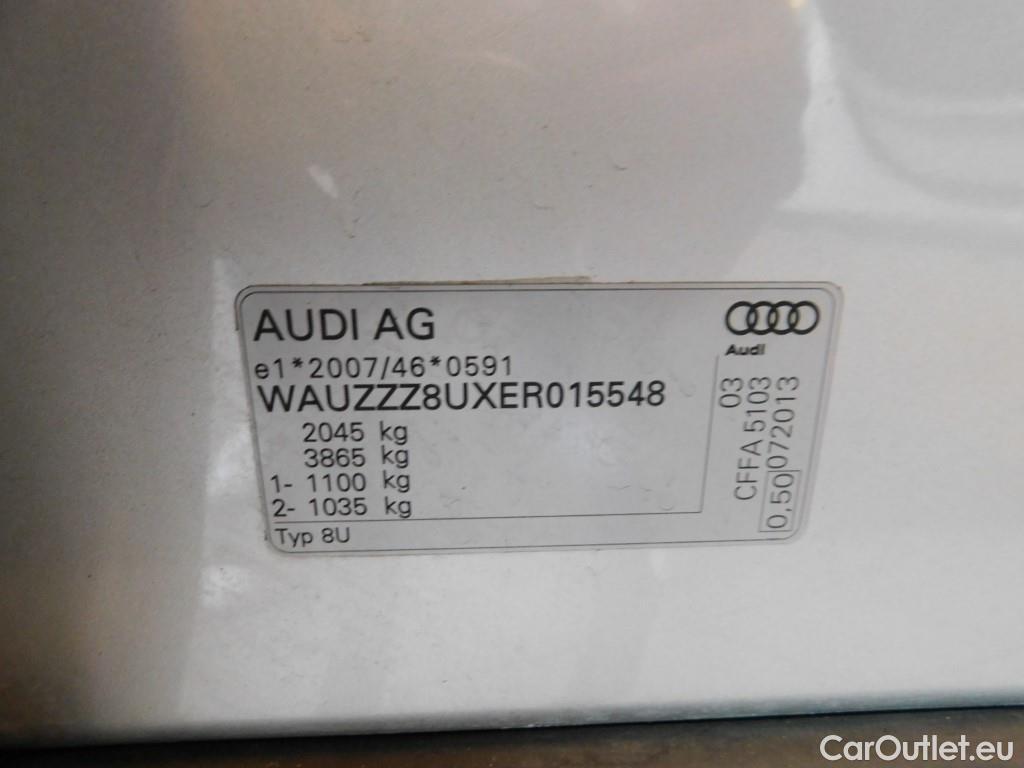 AUDI AG
e1*2007/46*0591
WAUZZZ8UXER015548
2045 kg
3865 kg
1- 1100 kg
2- 1035 kg
Typ 8U
Audi
03
CFFA 5103
0,50 072013
CarOutlet.eu